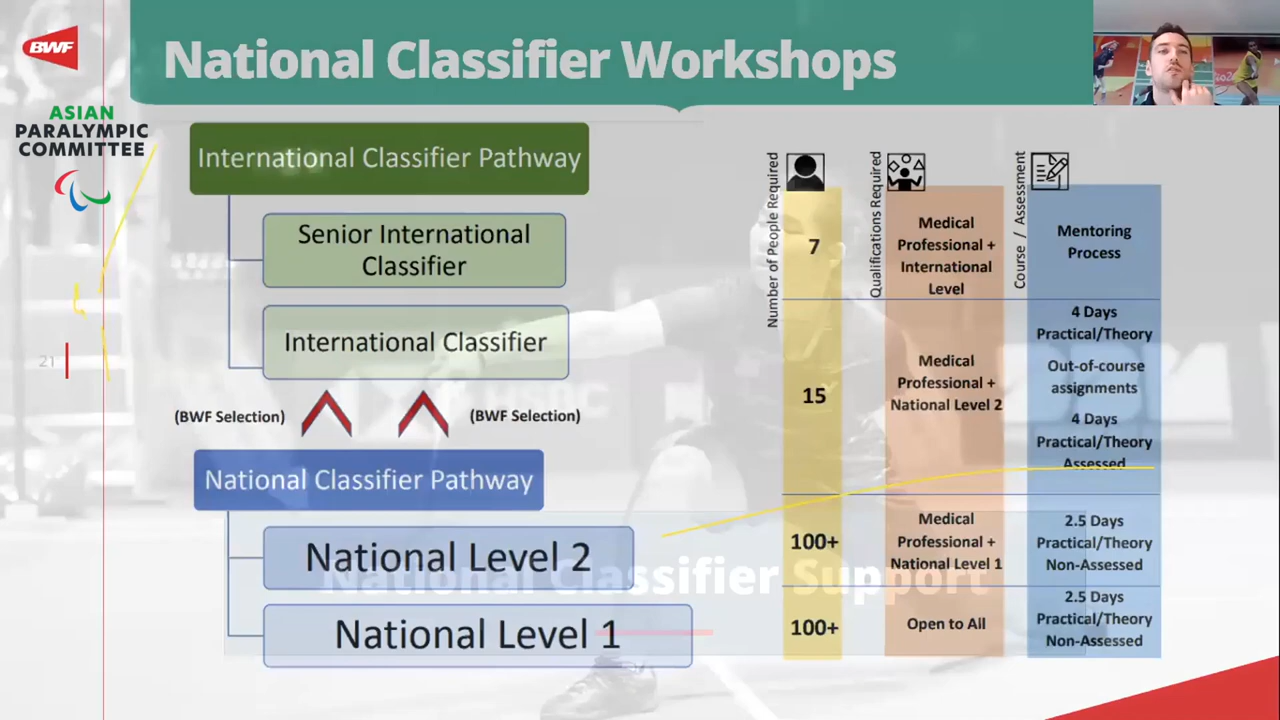 BWF
National Classifier Workshops
ASIAN
PARALYMPIC
COMMITTEE
21
International Classifier Pathway
Senior International
Classifier
International Classifier
(BWF Selection)
(BWF Selection)
National Classifier Pathway
National Level 2
National Level 1
National Classifier Support
Number of People Required
7
15
100+
100+
Qualifications Required
Medical
Professional +
International
Level
Medical
Professional +
National Level 2
Medical
Professional +
National Level 1
Open to All
Course / Assessment
Mentoring
Process
4 Days
Practical/Theory
Out-of-course
assignments
4 Days
Practical/Theory
Assessed
2.5 Days
Practical/Theory
Non-Assessed
2.5 Days
Practical/Theory
Non-Assessed